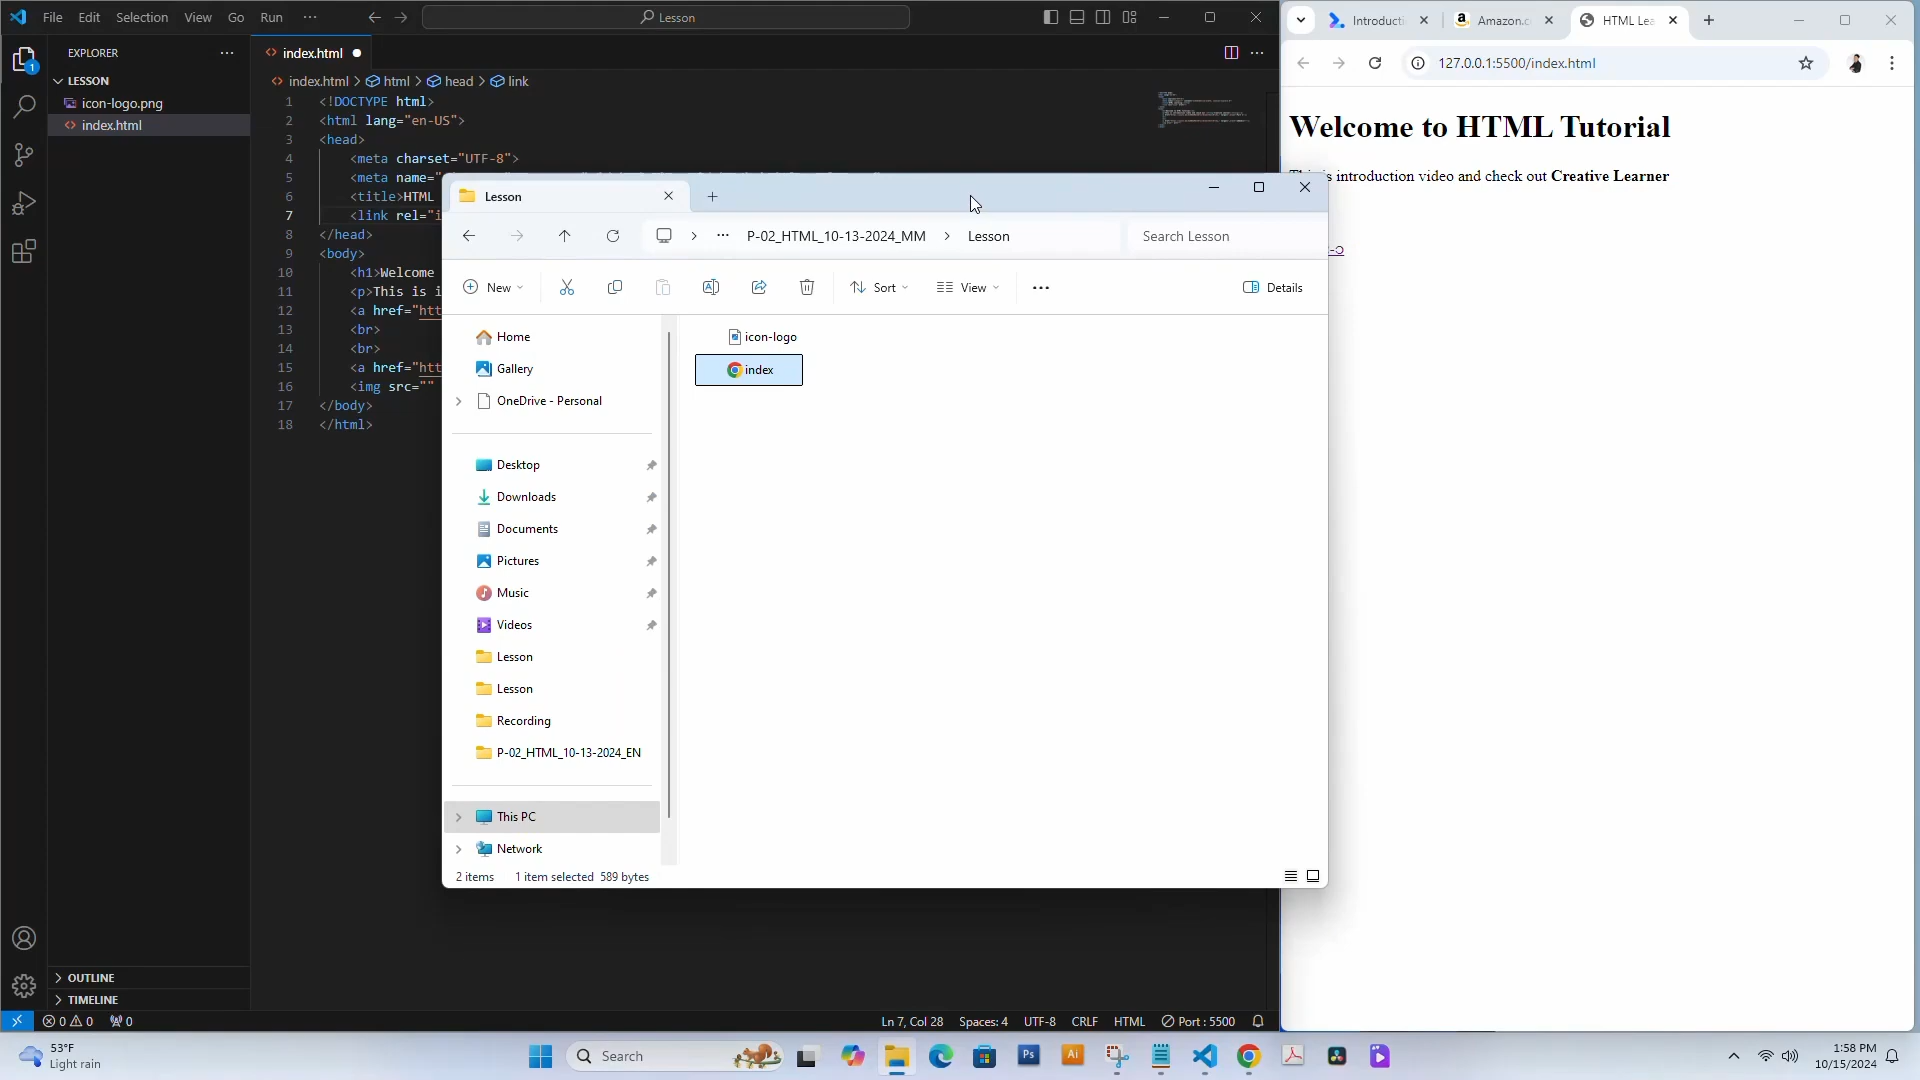 File Edit Selection View Go Run ···
Lesson
EXPLORER
LESSON
icon-logo.png
index.html
1
index.html
index.html > html > head > link
1 <!DOCTYPE html>
2 <html lang="en-US">
3 <head>
4 <meta charset="UTF-8">
5 <meta name="
6 <title>HTML
7 <link rel="i
8 </head>
9 <body>
10 <h1>Welcome
11 <p>This is i
12 <a href="htt
13 <br>
14 <br>
15 <a href="htt
16 <img src=""
17 </body>
18 </html>
OUTLINE
TIMELINE
0 0 0
Ln 7, Col 28 Spaces: 4 UTF-8 CRLF HTML Port : 5500
Lesson
··· P-02_HTML_10-13-2024_MM > Lesson
Search Lesson
New Sort View ··· Details
Home
Gallery
OneDrive - Personal
Desktop
Downloads
Documents
Pictures
Music
Videos
Lesson
Lesson
Recording
P-02_HTML_10-13-2024_EN
This PC
Network
icon-logo
index
2 items 1 item selected 589 bytes
Introducti Amazon.c HTML Lea
127.0.0.1:5500/index.html
Welcome to HTML Tutorial
introduction video and check out Creative Learner
53°F
Light rain
Search
Ps Ai
1:58 PM
10/15/2024